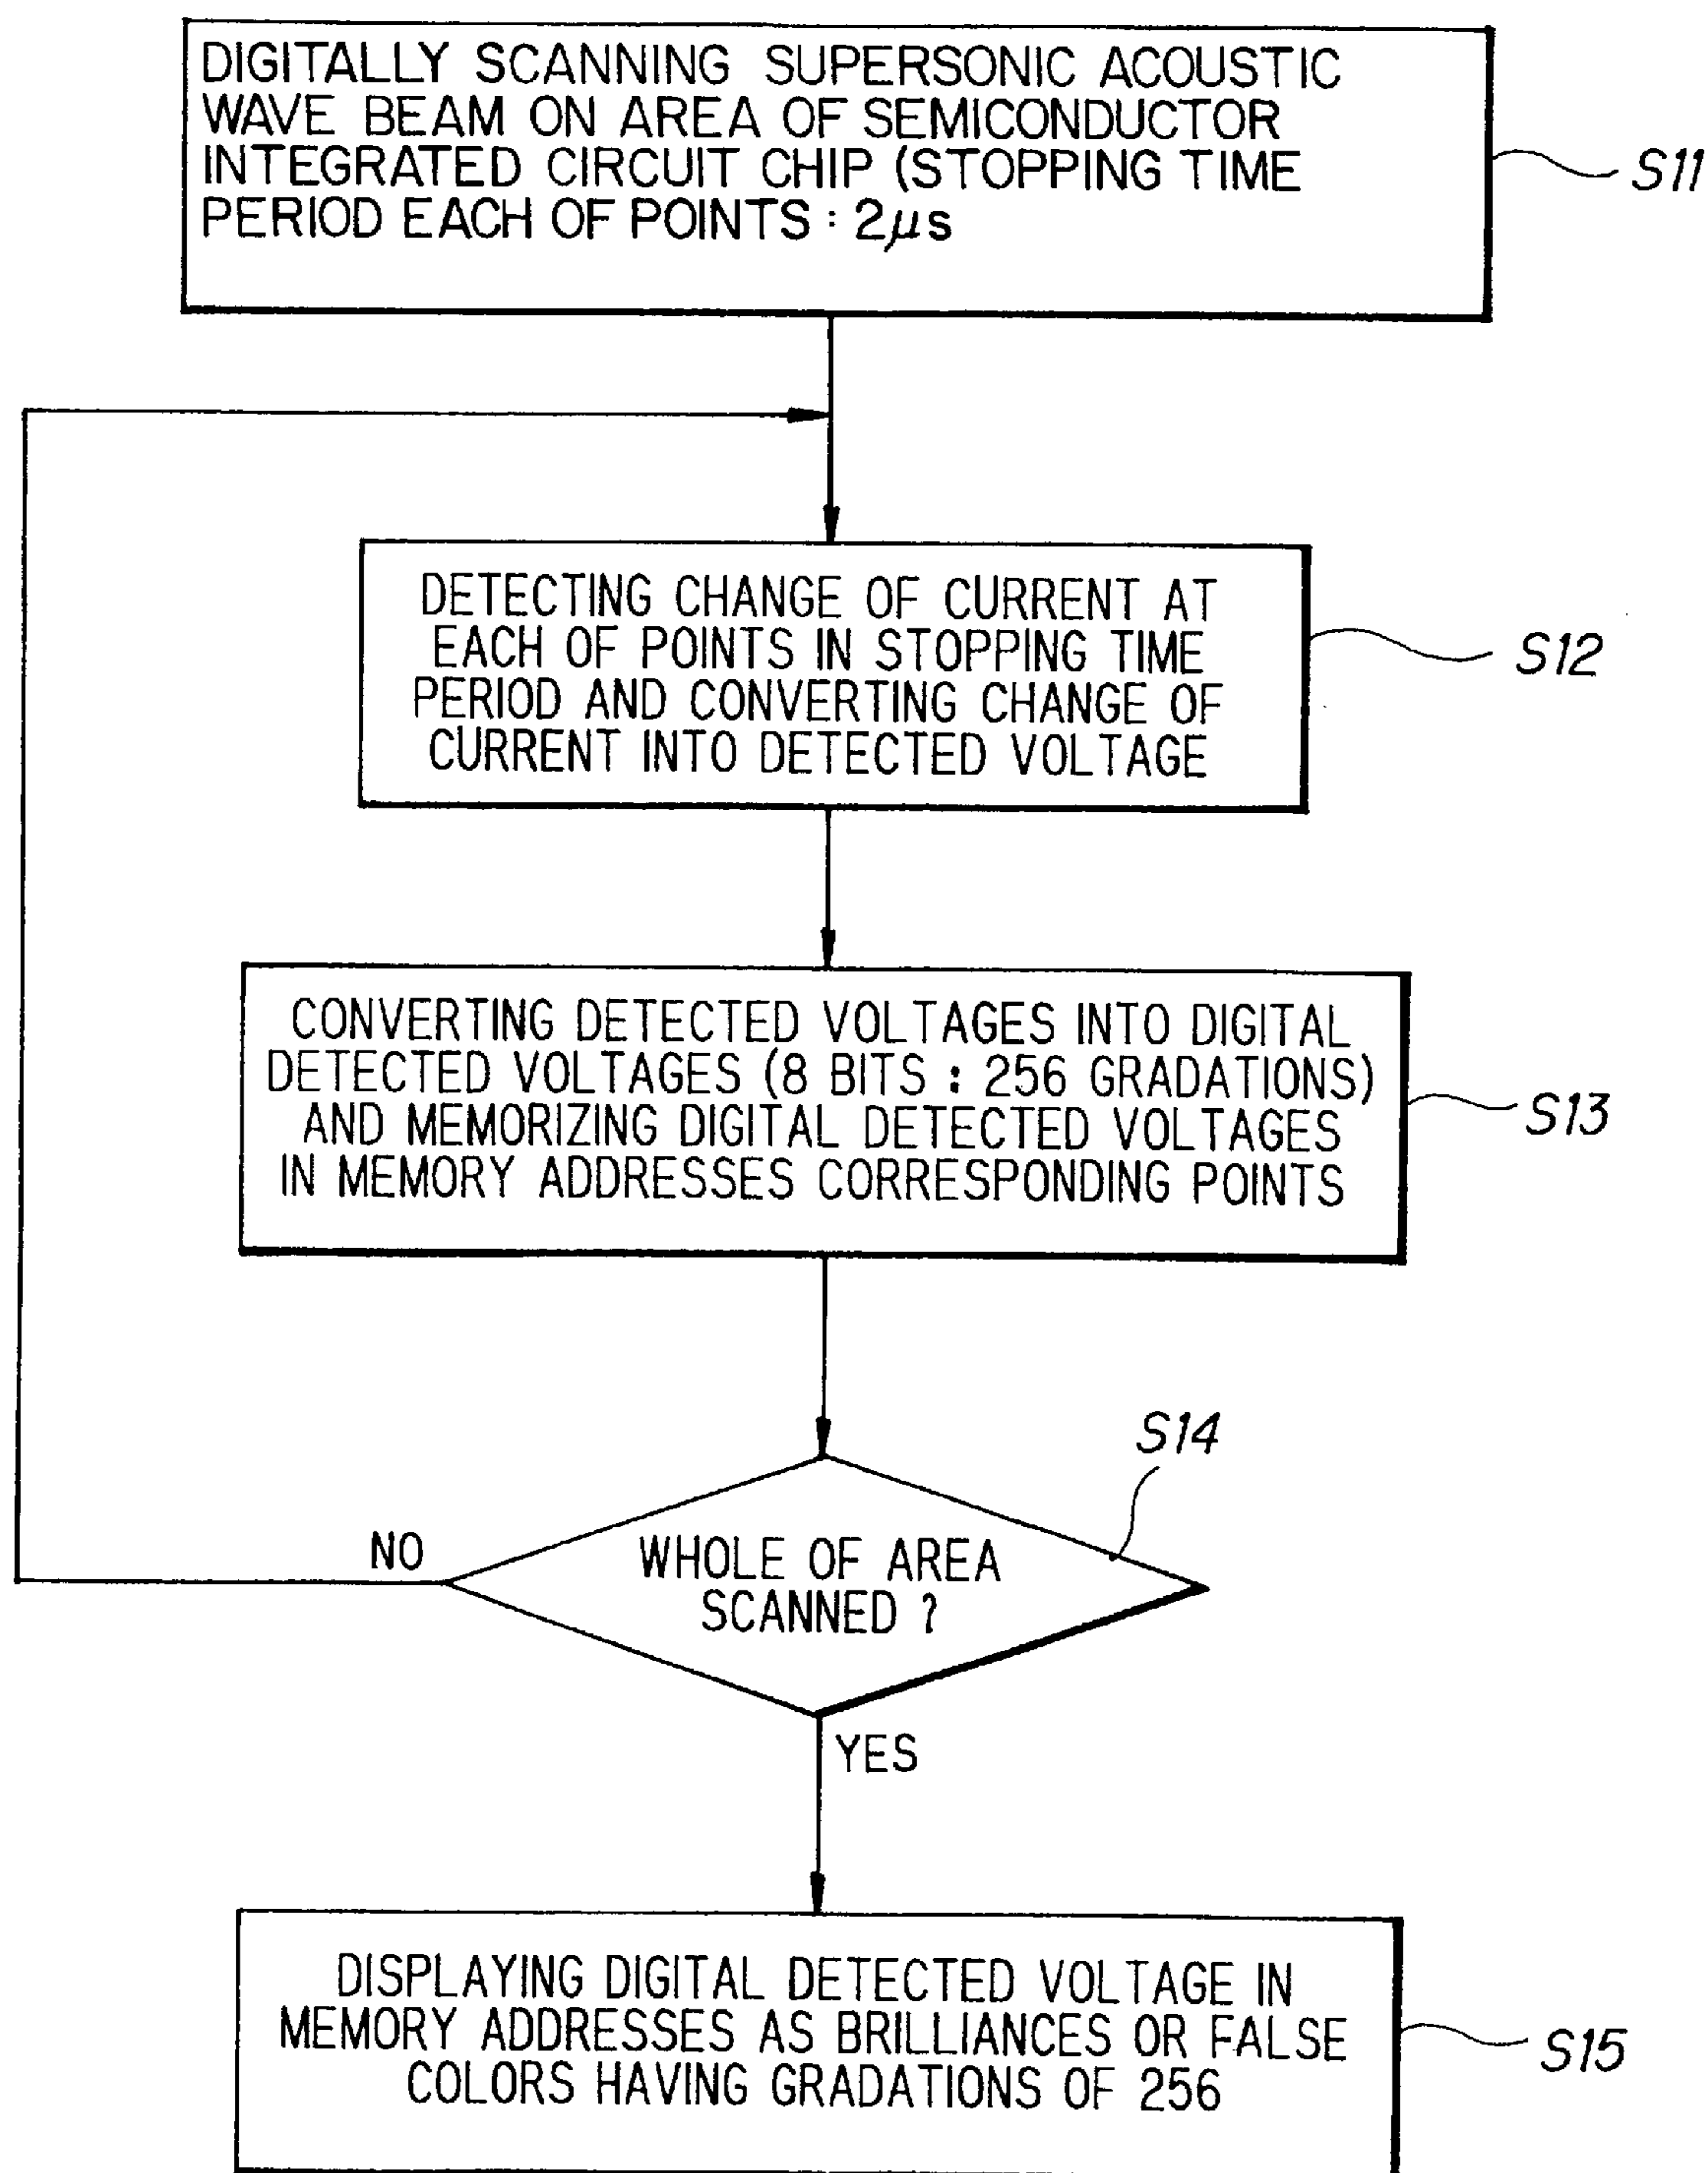 DIGITALLY SCANNING SUPERSONIC ACOUSTIC
WAVE BEAM ON AREA OF SEMICONDUCTOR
INTEGRATED CIRCUIT CHIP (STOPPING TIME
PERIOD EACH OF POINTS : 2μs
S11
DETECTING CHANGE OF CURRENT AT
EACH OF POINTS IN STOPPING TIME
PERIOD AND CONVERTING CHANGE OF
CURRENT INTO DETECTED VOLTAGE
S12
CONVERTING DETECTED VOLTAGES INTO DIGITAL
DETECTED VOLTAGES (8 BITS : 256 GRADATIONS)
AND MEMORIZING DIGITAL DETECTED VOLTAGES
IN MEMORY ADDRESSES CORRESPONDING POINTS
S13
S14
NO
WHOLE OF AREA
SCANNED ?
YES
DISPLAYING DIGITAL DETECTED VOLTAGE IN
MEMORY ADDRESSES AS BRILLIANCES OR FALSE
COLORS HAVING GRADATIONS OF 256
S15